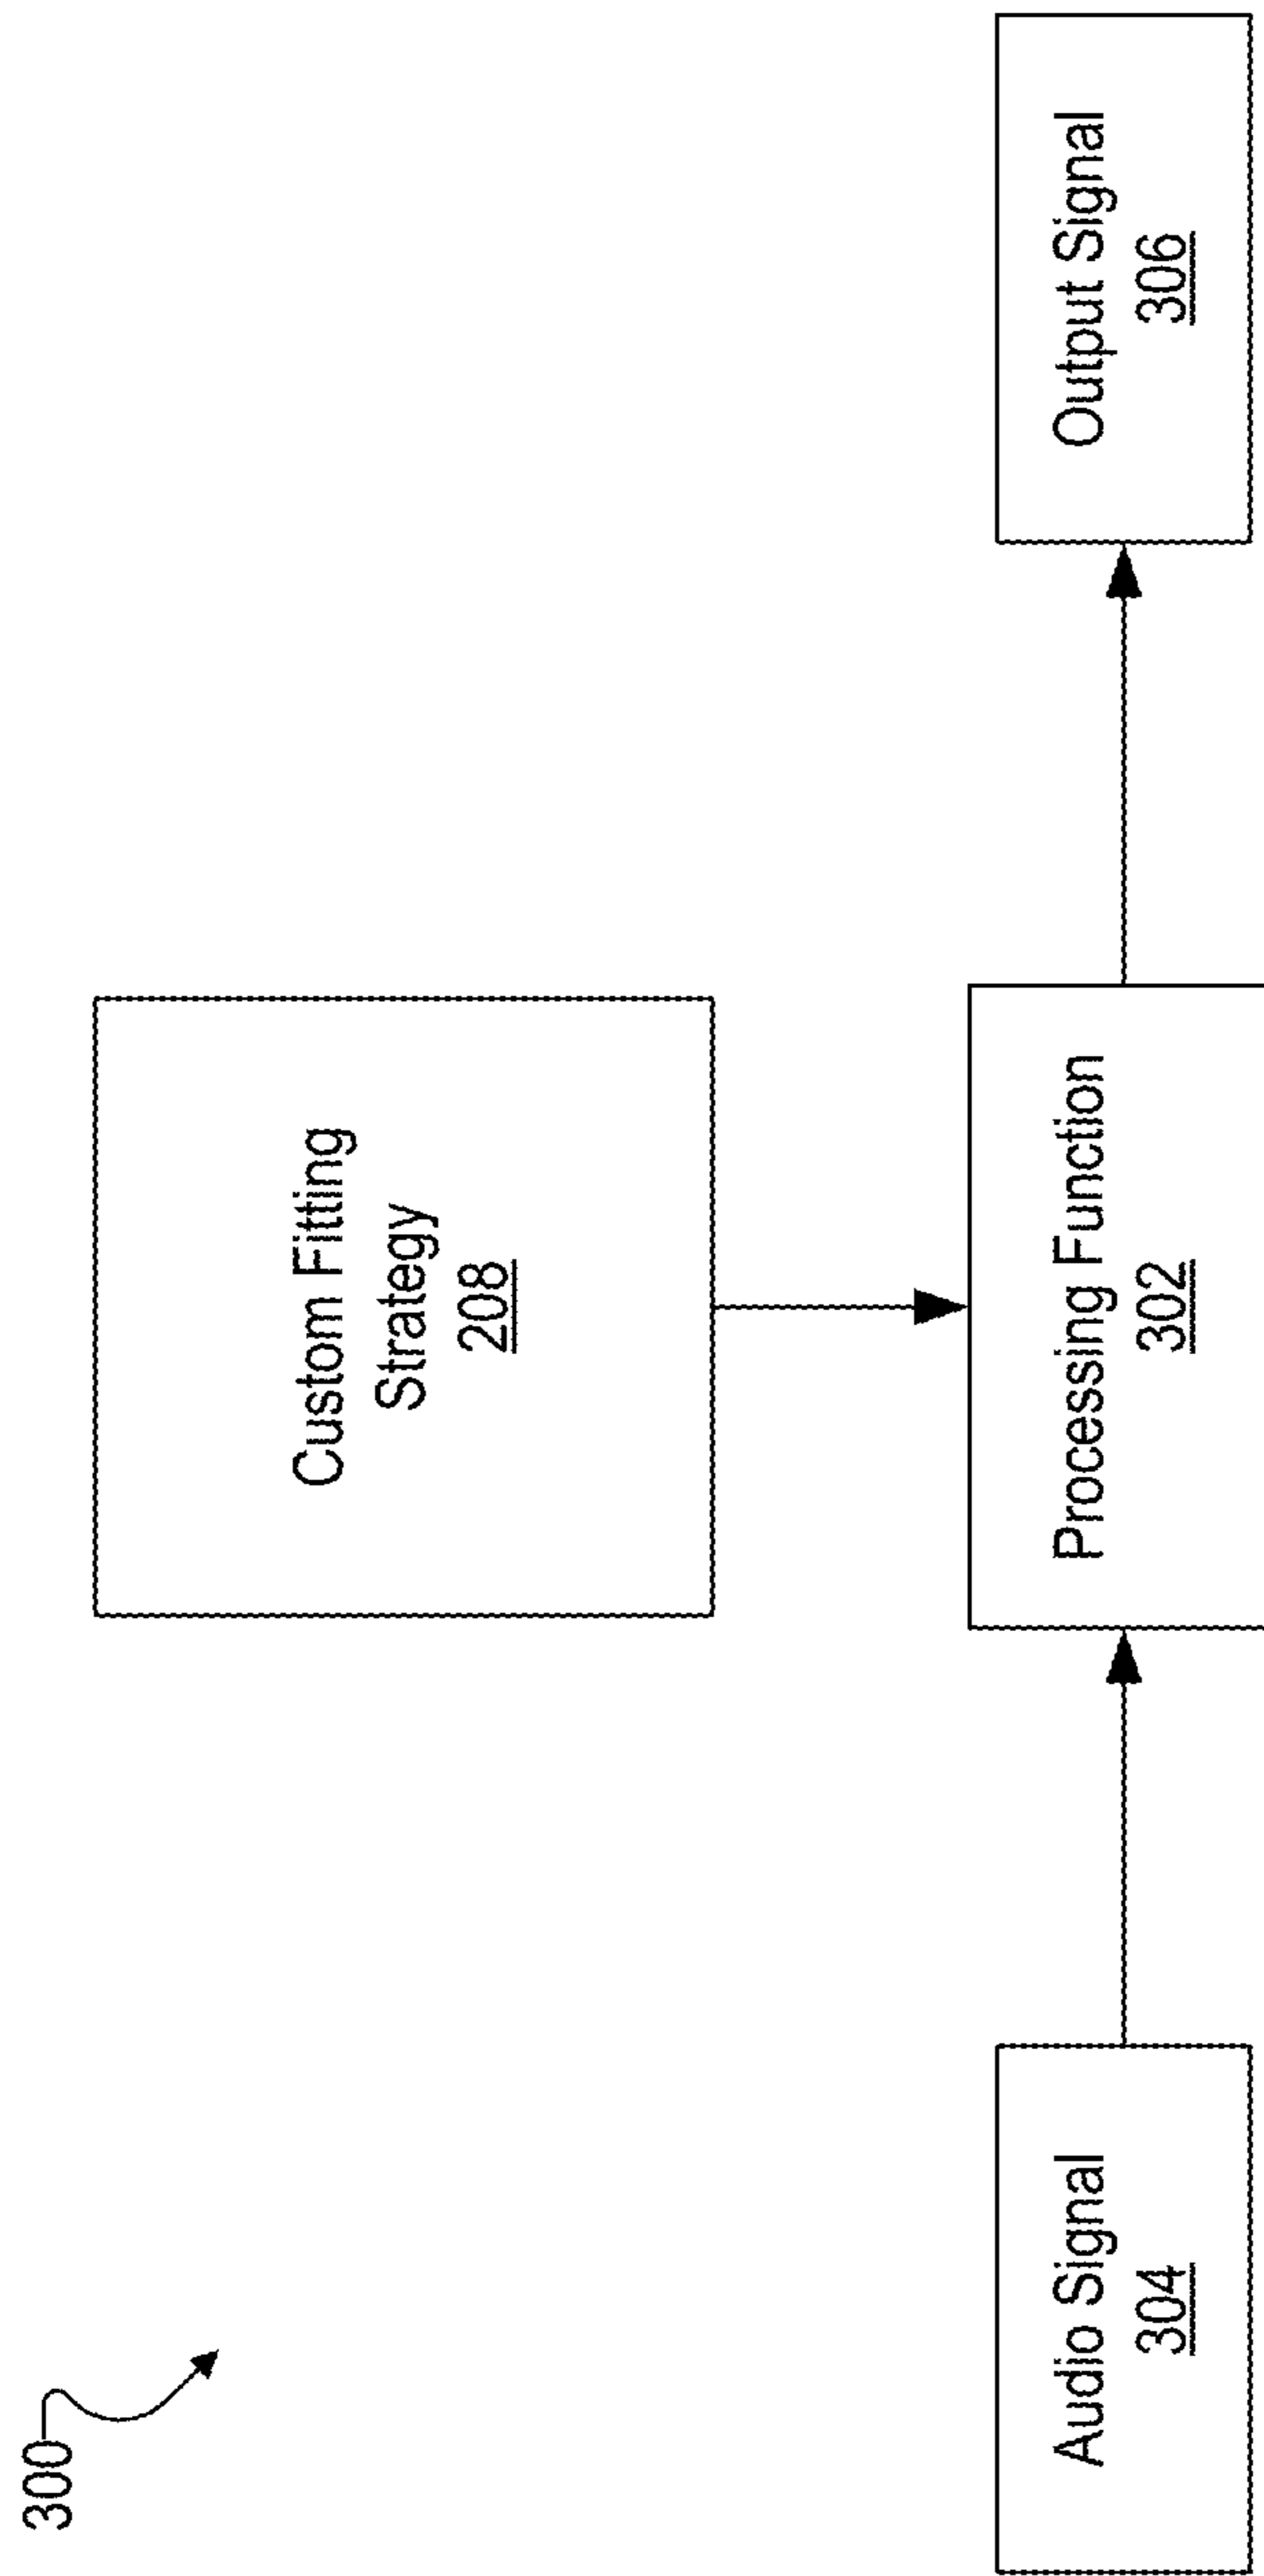 300
Custom Fitting
Strategy
208
Audio Signal
304
Processing Function
302
Output Signal
306